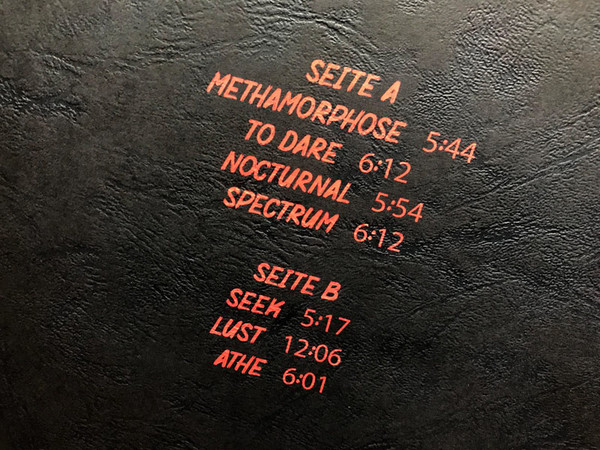 SEITE A
METHAMORPHOSE 5:44
TO DARE 6:12
NOCTURNAL 5:54
SPECTRUM 6:12
SEITE B
SEEK 5:17
LUST 12:06
ATHE 6:01